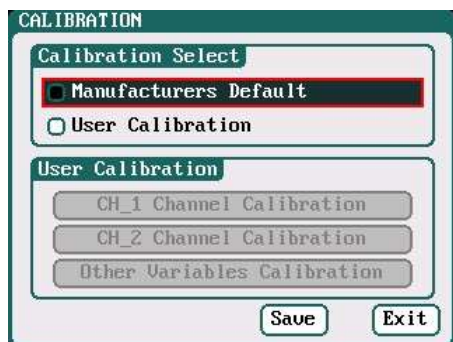 CALIBRATION
Calibration Select
Manufacturers Default
User Calibration
User Calibration
CH_1 Channel Calibration
CH_2 Channel Calibration
Other Variables Calibration
Save Exit